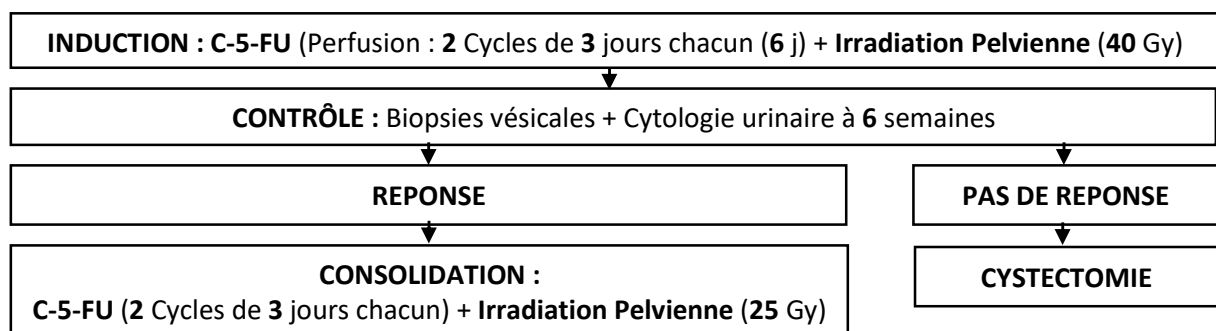 INDUCTION : C-5-FU (Perfusion : 2 Cycles de 3 jours chacun (6 j) + Irradiation Pelvienne (40 Gy)
CONTRÔLE : Biopsies vésicales + Cytologie urinaire à 6 semaines
REPONSE
PAS DE REPONSE
CONSOLIDATION :
C-5-FU (2 Cycles de 3 jours chacun) + Irradiation Pelvienne (25 Gy)
CYSTECTOMIE